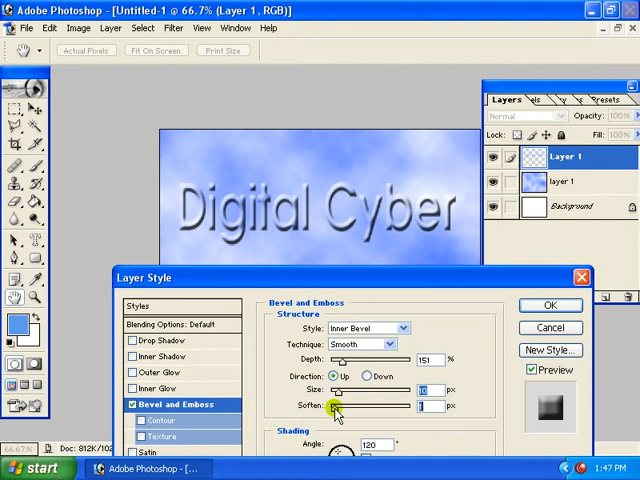 Adobe Photoshop - [Untitled-1 @ 66.7% (Layer 1, RGB)]
File Edit Image Layer Select Filter View Window Help
Actual Pixels Fit On Screen Print Size
Layers Presets
Normal Opacity: 100%
Lock: Fill: 100%
Layer 1
layer 1
Background
Digital Cyber
Layer Style
Styles
Blending Options: Default
Drop Shadow
Inner Shadow
Outer Glow
Inner Glow
Bevel and Emboss
Contour
Texture
Satin
Bevel and Emboss
Structure
Style: Inner Bevel
Technique: Smooth
Depth: 151 %
Direction: Up Down
Size: 10 px
Soften: 1 px
Shading
Angle: 120 °
OK
Cancel
New Style...
Preview
66.67% Doc: 812K/102
start Adobe Photoshop - [... 1:47 PM